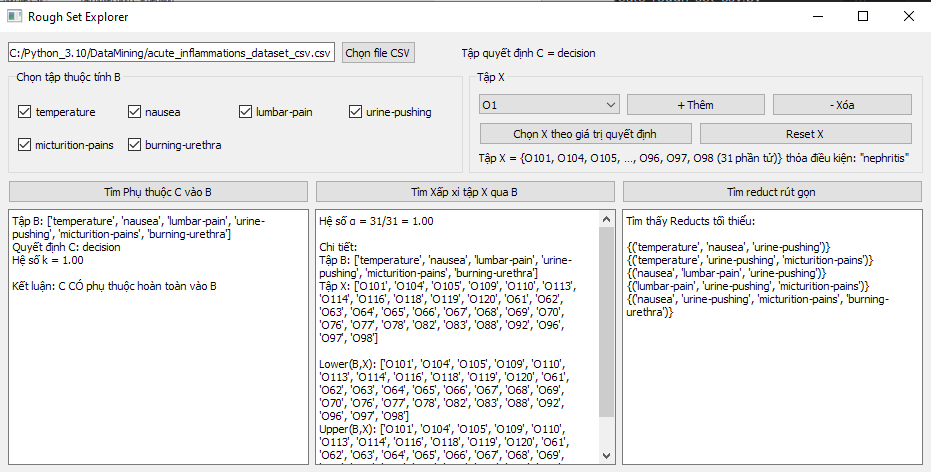 Rough Set Explorer
C:/Python_3.10/DataMining/acute_inflammations_dataset_csv.csv
Chọn file CSV
Tập quyết định C = decision
Chọn tập thuộc tính B
temperature
nausea
lumbar-pain
urine-pushing
micturition-pains
burning-urethra
Tập X
O1
+ Thêm
- Xóa
Chọn X theo giá trị quyết định
Reset X
Tập X = {O101, O104, O105, ..., O96, O97, O98 (31 phần tử)} thỏa điều kiện: "nephritis"
Tìm Phụ thuộc C vào B
Tìm Xấp xỉ tập X qua B
Tìm reduct rút gọn
Tập B: ['temperature', 'nausea', 'lumbar-pain', 'urine-
pushing', 'micturition-pains', 'burning-urethra']
Quyết định C: decision
Hệ số k = 1.00
Kết luận: C CÓ phụ thuộc hoàn toàn vào B
Hệ số α = 31/31 = 1.00
Chi tiết:
Tập B: ['temperature', 'nausea', 'lumbar-pain', 'urine-
pushing', 'micturition-pains', 'burning-urethra']
Tập X: ['O101', 'O104', 'O105', 'O109', 'O110', 'O113',
'O114', 'O116', 'O118', 'O119', 'O120', 'O61', 'O62',
'O63', 'O64', 'O65', 'O66', 'O67', 'O68', 'O69', 'O70',
'O76', 'O77', 'O78', 'O82', 'O83', 'O88', 'O92', 'O96',
'O97', 'O98']
Lower(B,X): ['O101', 'O104', 'O105', 'O109', 'O110',
'O113', 'O114', 'O116', 'O118', 'O119', 'O120', 'O61',
'O62', 'O63', 'O64', 'O65', 'O66', 'O67', 'O68', 'O69',
'O70', 'O76', 'O77', 'O78', 'O82', 'O83', 'O88', 'O92',
'O96', 'O97', 'O98']
Upper(B,X): ['O101', 'O104', 'O105', 'O109', 'O110',
'O113', 'O114', 'O116', 'O118', 'O119', 'O120', 'O61',
'O62', 'O63', 'O64', 'O65', 'O66', 'O67', 'O68', 'O69',
Tìm thấy Reducts tối thiểu:
{('temperature', 'nausea', 'urine-pushing')}
{('temperature', 'urine-pushing', 'micturition-pains')}
{('nausea', 'lumbar-pain', 'urine-pushing')}
{('lumbar-pain', 'urine-pushing', 'micturition-pains')}
{('nausea', 'urine-pushing', 'micturition-pains', 'burning-
urethra')}